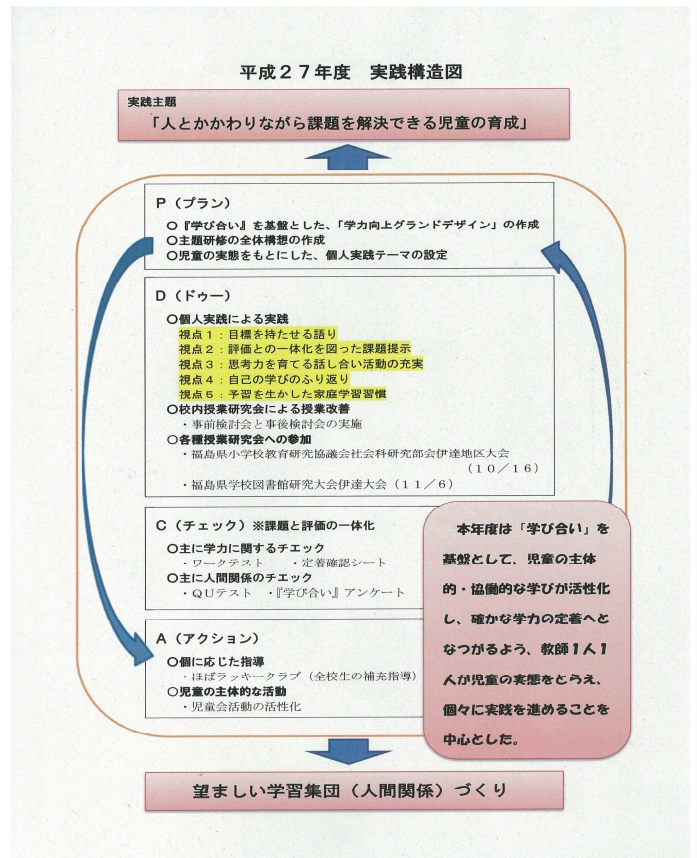 平成２７年度　実践構造図
実践主題
「人とかかわりながら課題を解決できる児童の育成」
P（プラン）
〇『学び合い』を基盤とした、「学力向上グランドデザイン」の作成
〇主題研修の全体構想の作成
〇児童の実態をもとにした、個人実践テーマの設定
D（ドゥー）
〇個人実践による実践
視点１：目標を持たせる語り
視点２：評価との一体化を図った課題提示
視点３：思考力を育てる話し合い活動の充実
視点４：自己の学びのふり返り
視点５：予習を生かした家庭学習習慣
〇校内授業研究会による授業改善
・事前検討会と事後検討会の実施
〇各種授業研究会への参加
・福島県小学校教育研究協議会社会科研究部会伊達地区大会
（１０／１６）
・福島県学校図書館研究大会伊達大会（１１／６）
C（チェック）※課題と評価の一体化
〇主に学力に関するチエック
・ワークテスト　　・定着確認シート
〇主に人間関係のチエック
・ＱＵテスト　・『学び合い』アンケート
A（アクション）
〇個に応じた指導
・ほばラッキークラブ（全校生の補充指導）
〇児童の主体的な活動
・児童会活動の活性化
本年度は「学び合い」を
基盤として、児童の主体
的・協働的な学びが活性化
し、確かな学力の定着へと
つながるよう、教師１人１
人が児童の実態をとらえ、
個々に実践を進めることを
中心とした。
望ましい学習集団（人間関係）づくり